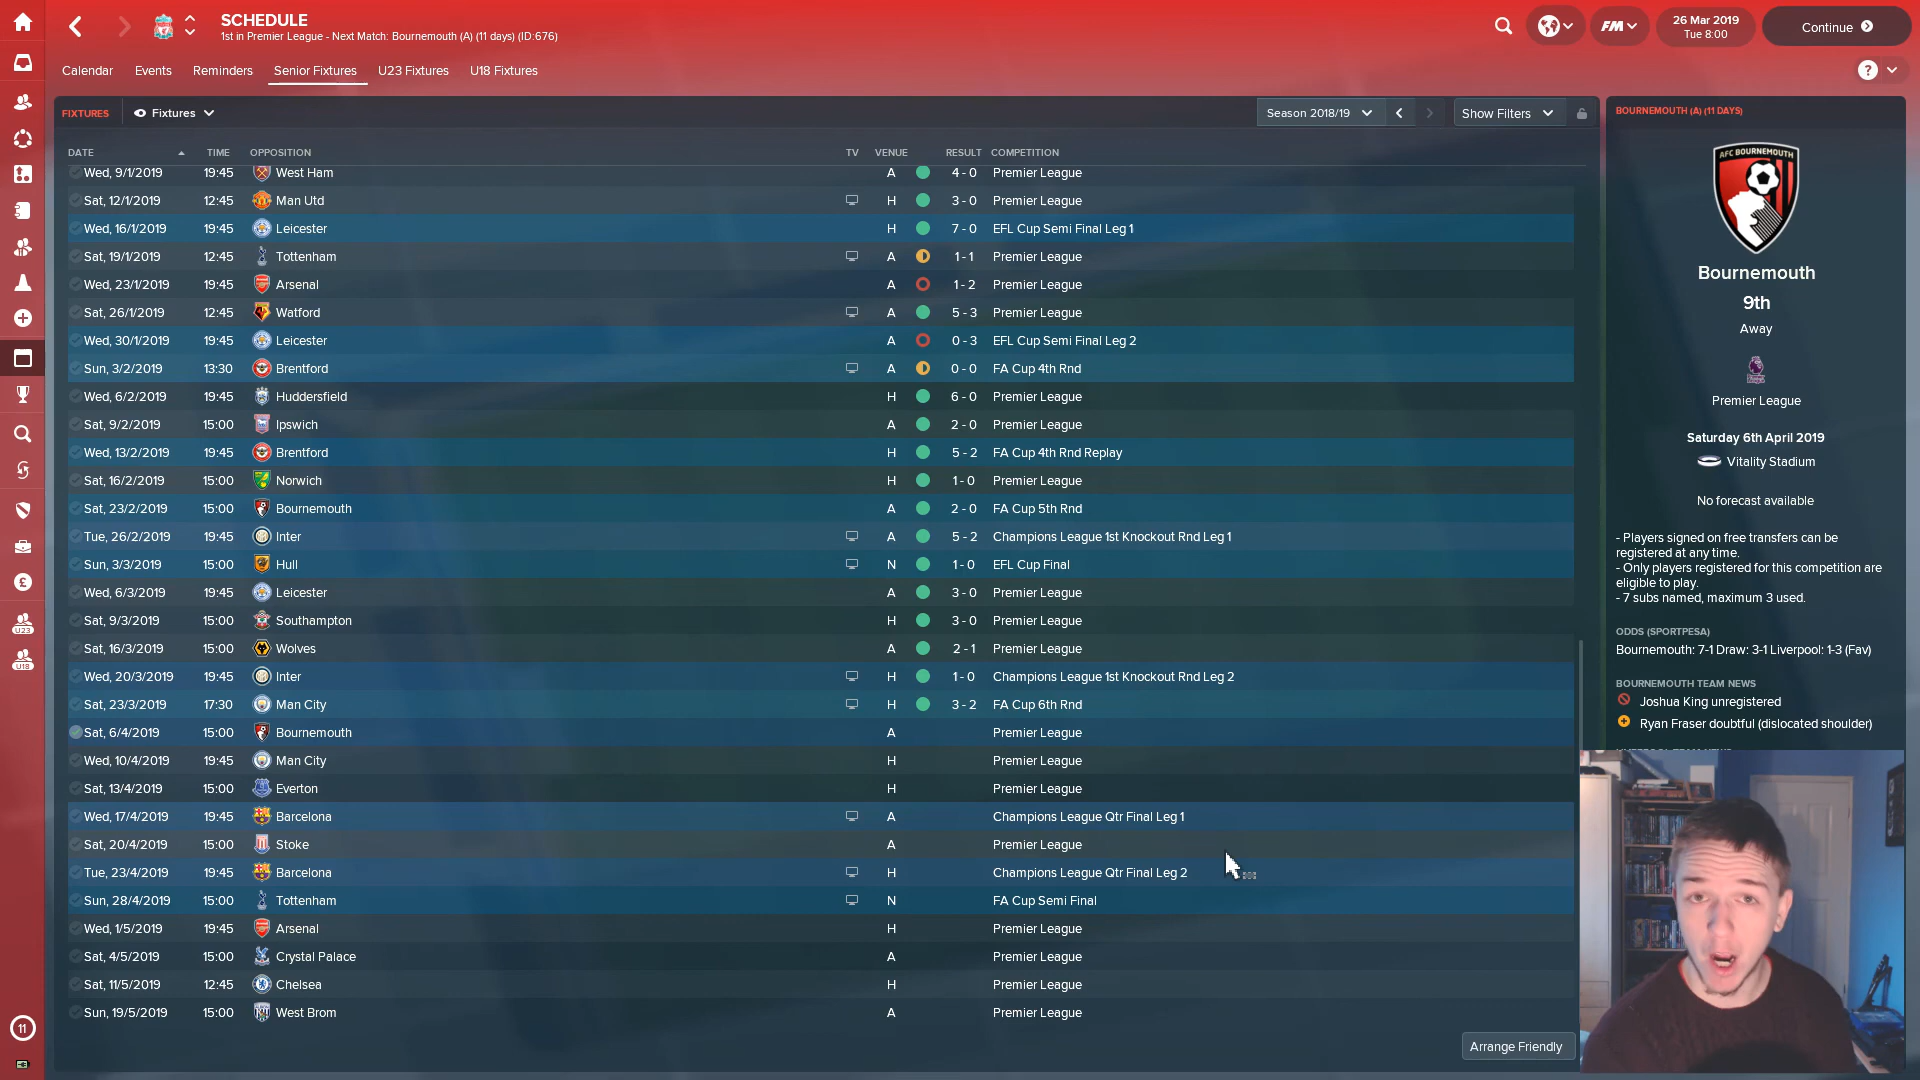 SCHEDULE
1st in Premier League - Next Match: Bournemouth (A) (11 days) (ID:676)
FM
26 Mar 2019
Tue 8:00
Continue
Calendar Events Reminders Senior Fixtures U23 Fixtures U18 Fixtures
?
FIXTURES Fixtures Season 2018/19 Show Filters
DATE TIME OPPOSITION TV VENUE RESULT COMPETITION
Wed, 9/1/2019 19:45 West Ham A 4 - 0 Premier League
Sat, 12/1/2019 12:45 Man Utd H 3 - 0 Premier League
Wed, 16/1/2019 19:45 Leicester H 7 - 0 EFL Cup Semi Final Leg 1
Sat, 19/1/2019 12:45 Tottenham A 1 - 1 Premier League
Wed, 23/1/2019 19:45 Arsenal A 1 - 2 Premier League
Sat, 26/1/2019 12:45 Watford A 5 - 3 Premier League
Wed, 30/1/2019 19:45 Leicester A 0 - 3 EFL Cup Semi Final Leg 2
Sun, 3/2/2019 13:30 Brentford A 0 - 0 FA Cup 4th Rnd
Wed, 6/2/2019 19:45 Huddersfield H 6 - 0 Premier League
Sat, 9/2/2019 15:00 Ipswich A 2 - 0 Premier League
Wed, 13/2/2019 19:45 Brentford H 5 - 2 FA Cup 4th Rnd Replay
Sat, 16/2/2019 15:00 Norwich H 1 - 0 Premier League
Sat, 23/2/2019 15:00 Bournemouth A 2 - 0 FA Cup 5th Rnd
Tue, 26/2/2019 19:45 Inter A 5 - 2 Champions League 1st Knockout Rnd Leg 1
Sun, 3/3/2019 15:00 Hull N 1 - 0 EFL Cup Final
Wed, 6/3/2019 19:45 Leicester A 3 - 0 Premier League
Sat, 9/3/2019 15:00 Southampton H 3 - 0 Premier League
Sat, 16/3/2019 15:00 Wolves A 2 - 1 Premier League
Wed, 20/3/2019 19:45 Inter H 1 - 0 Champions League 1st Knockout Rnd Leg 2
Sat, 23/3/2019 17:30 Man City H 3 - 2 FA Cup 6th Rnd
Sat, 6/4/2019 15:00 Bournemouth A Premier League
Wed, 10/4/2019 19:45 Man City H Premier League
Sat, 13/4/2019 15:00 Everton H Premier League
Wed, 17/4/2019 19:45 Barcelona A Champions League Qtr Final Leg 1
Sat, 20/4/2019 15:00 Stoke A Premier League
Tue, 23/4/2019 19:45 Barcelona H Champions League Qtr Final Leg 2
Sun, 28/4/2019 15:00 Tottenham N FA Cup Semi Final
Wed, 1/5/2019 19:45 Arsenal H Premier League
Sat, 4/5/2019 15:00 Crystal Palace A Premier League
Sat, 11/5/2019 12:45 Chelsea H Premier League
Sun, 19/5/2019 15:00 West Brom A Premier League
Arrange Friendly
BOURNEMOUTH (A) (11 DAYS)
AFC BOURNEMOUTH
Bournemouth
9th
Away
Premier League
Saturday 6th April 2019
Vitality Stadium
No forecast available
- Players signed on free transfers can be
registered at any time.
- Only players registered for this competition are
eligible to play.
- 7 subs named, maximum 3 used.
ODDS (SPORTPESA)
Bournemouth: 7-1 Draw: 3-1 Liverpool: 1-3 (Fav)
BOURNEMOUTH TEAM NEWS
Joshua King unregistered
Ryan Fraser doubtful (dislocated shoulder)
£
U23
U18
11